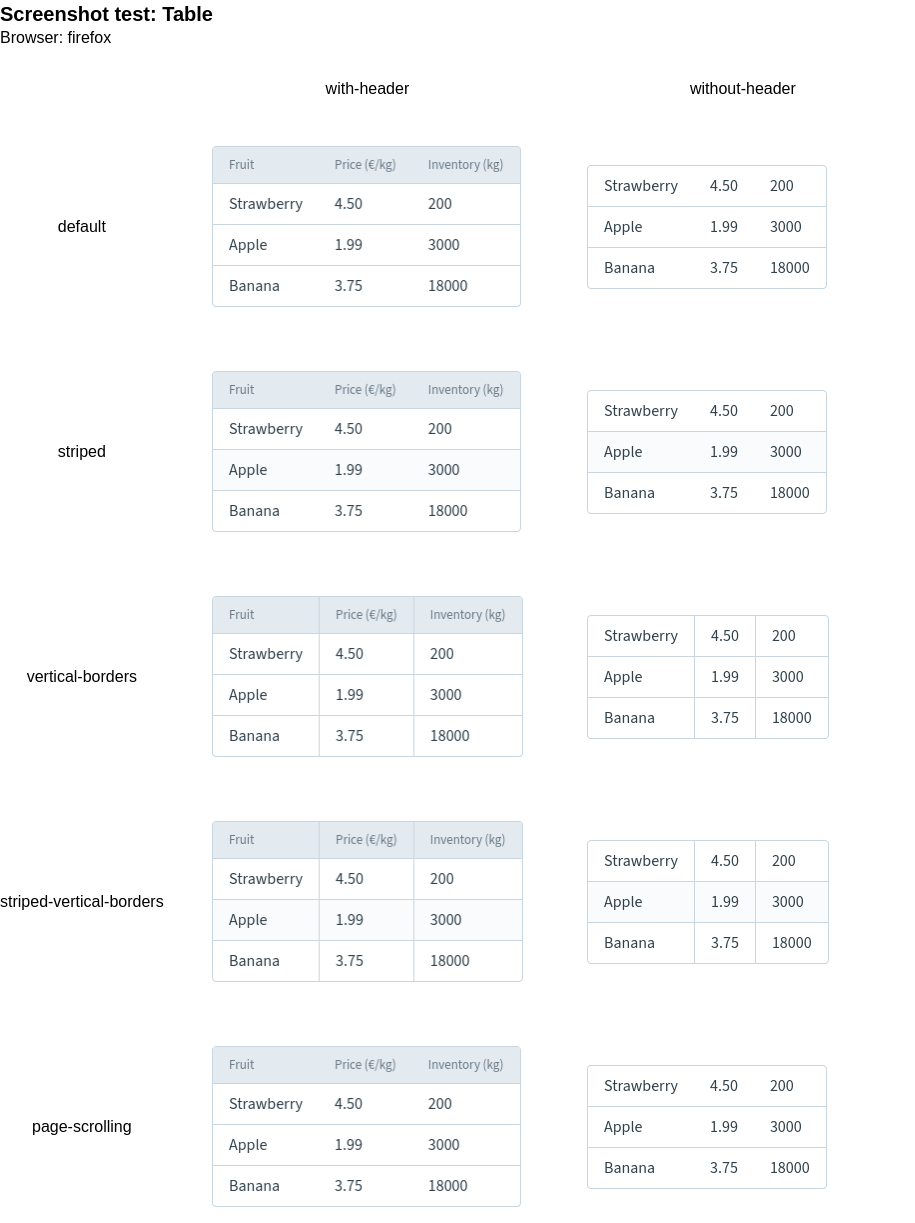 Screenshot test: Table
Browser: firefox
with-header without-header
Fruit Price (€/kg) Inventory (kg)
Strawberry 4.50 200
Apple 1.99 3000
Banana 3.75 18000
default
Strawberry 4.50 200
Apple 1.99 3000
Banana 3.75 18000
Fruit Price (€/kg) Inventory (kg)
Strawberry 4.50 200
Apple 1.99 3000
Banana 3.75 18000
striped
Strawberry 4.50 200
Apple 1.99 3000
Banana 3.75 18000
Fruit Price (€/kg) Inventory (kg)
Strawberry 4.50 200
Apple 1.99 3000
Banana 3.75 18000
vertical-borders
Strawberry 4.50 200
Apple 1.99 3000
Banana 3.75 18000
Fruit Price (€/kg) Inventory (kg)
Strawberry 4.50 200
Apple 1.99 3000
Banana 3.75 18000
striped-vertical-borders
Strawberry 4.50 200
Apple 1.99 3000
Banana 3.75 18000
Fruit Price (€/kg) Inventory (kg)
Strawberry 4.50 200
Apple 1.99 3000
Banana 3.75 18000
page-scrolling
Strawberry 4.50 200
Apple 1.99 3000
Banana 3.75 18000